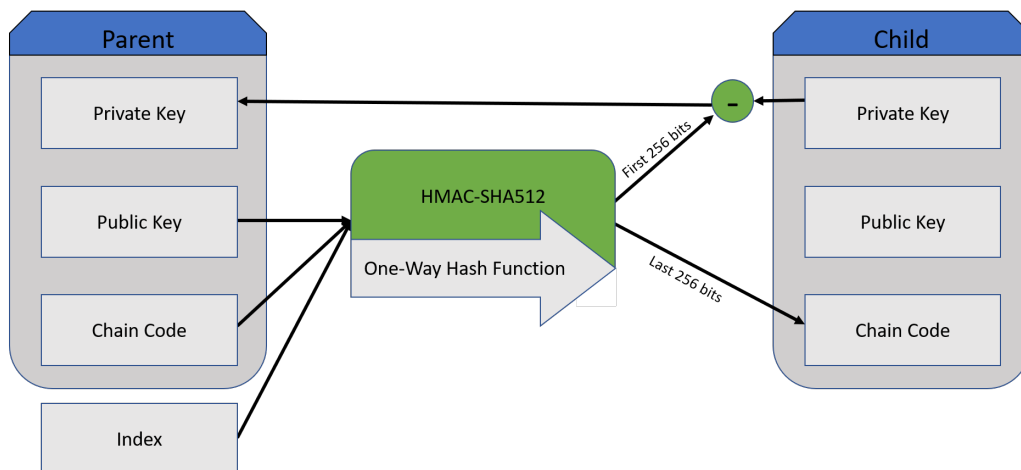 Parent
Child
Private Key
-
Private Key
First 256 bits
HMAC-SHA512
Public Key
Public Key
One-Way Hash Function
Last 256 bits
Chain Code
Chain Code
Index